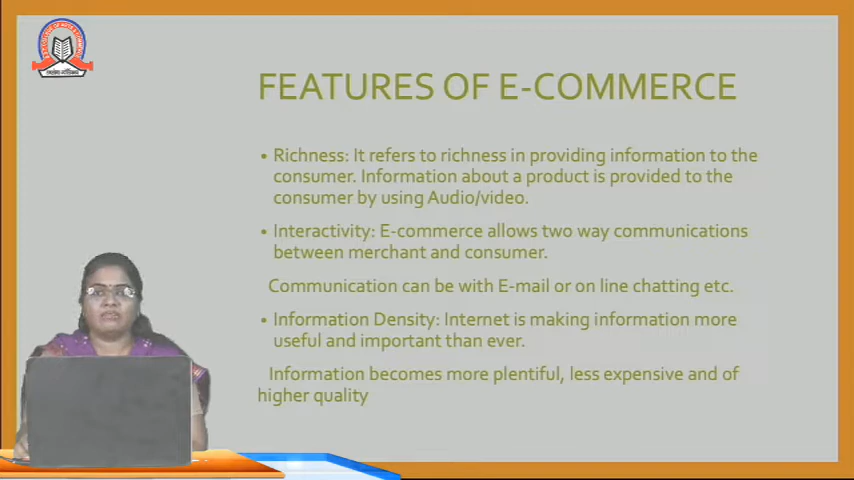 FEATURES OF E-COMMERCE
• Richness: It refers to richness in providing information to the
consumer. Information about a product is provided to the
consumer by using Audio/video.
• Interactivity: E-commerce allows two way communications
between merchant and consumer.
Communication can be with E-mail or on line chatting etc.
• Information Density: Internet is making information more
useful and important than ever.
Information becomes more plentiful, less expensive and of
higher quality